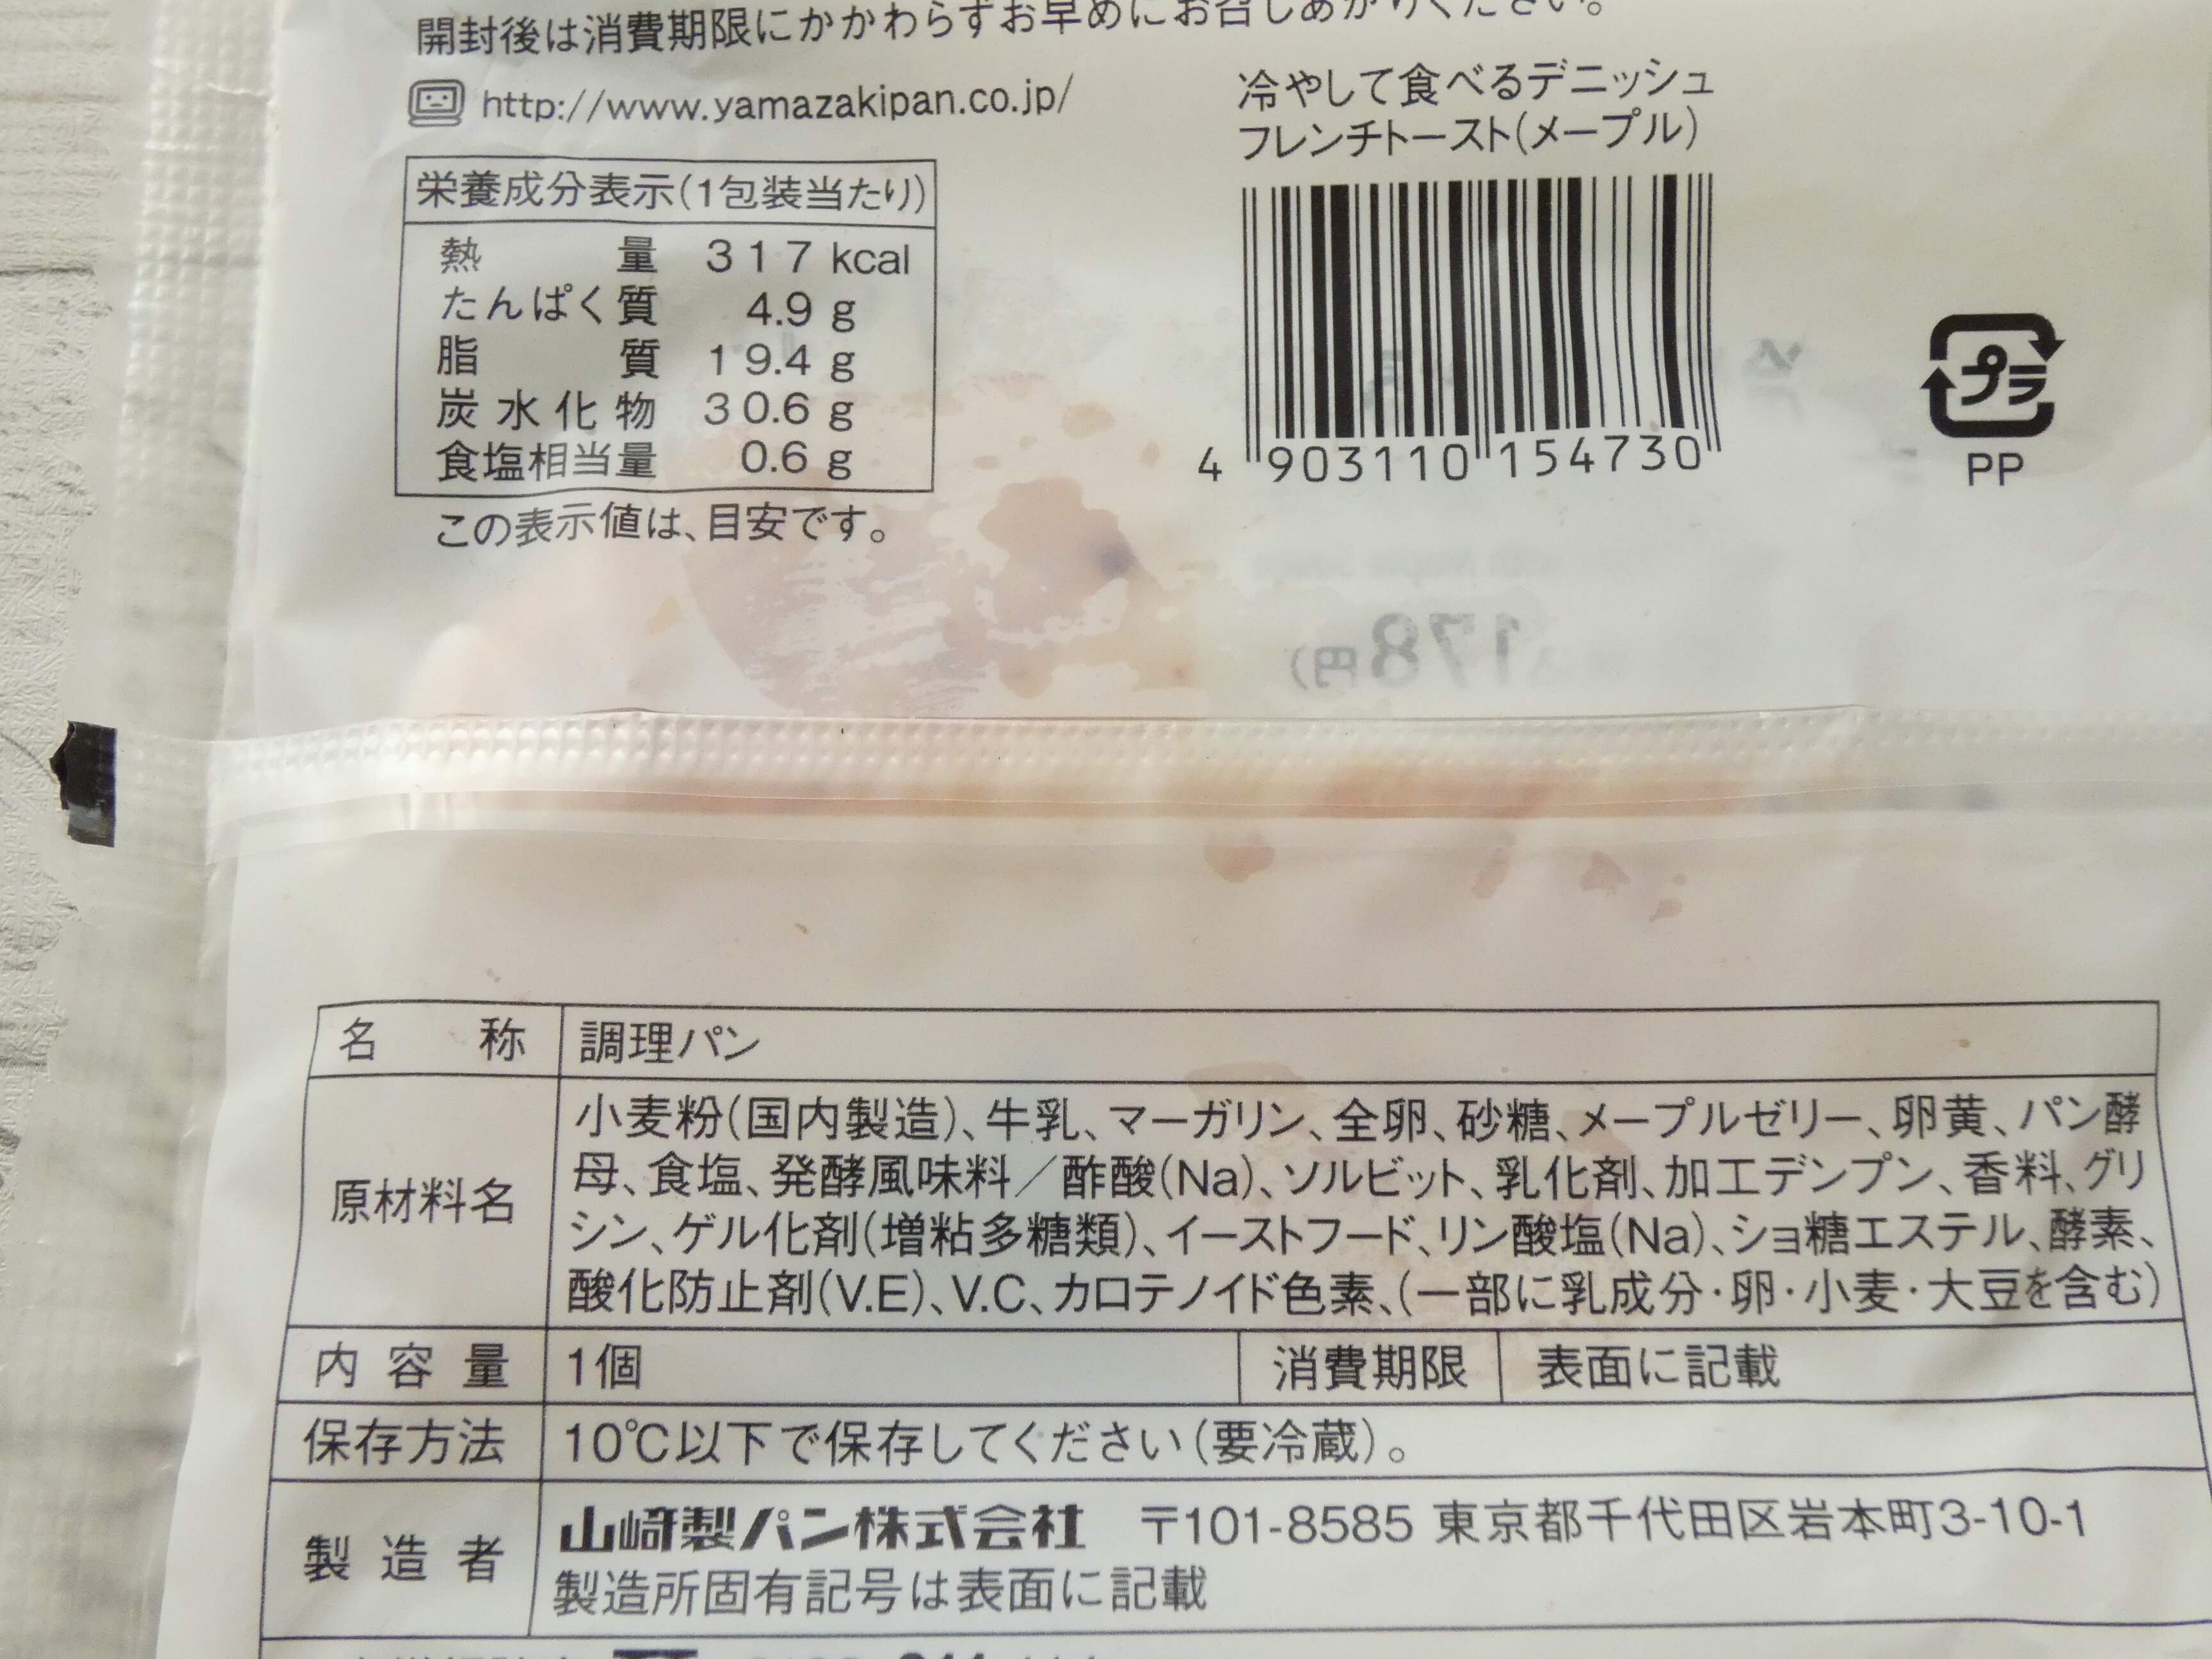 開封後は消費期限にかかわらずお早めにお召しあがりください。
http://www.yamazakipan.co.jp/
冷やして食べるデニッシュ
フレンチトースト(メープル)
栄養成分表示(1包装当たり)
熱量 317 kcal
たんぱく質 4.9 g
脂質 19.4 g
炭水化物 30.6 g
食塩相当量 0.6 g
この表示値は、目安です。
4 903110 154730
プラ
PP
178円)
名称 調理パン
原材料名
小麦粉(国内製造)、牛乳、マーガリン、全卵、砂糖、メープルゼリー、卵黄、パン酵
母、食塩、発酵風味料／酢酸(Na)、ソルビット、乳化剤、加工デンプン、香料、グリ
シン、ゲル化剤(増粘多糖類)、イーストフード、リン酸塩(Na)、ショ糖エステル、酵素、
酸化防止剤(V.E)、V.C、カロテノイド色素、(一部に乳成分・卵・小麦・大豆を含む)
内容量 1個 消費期限 表面に記載
保存方法 10℃以下で保存してください(要冷蔵)。
製造者 山崎製パン株式会社 〒101-8585 東京都千代田区岩本町3-10-1
製造所固有記号は表面に記載